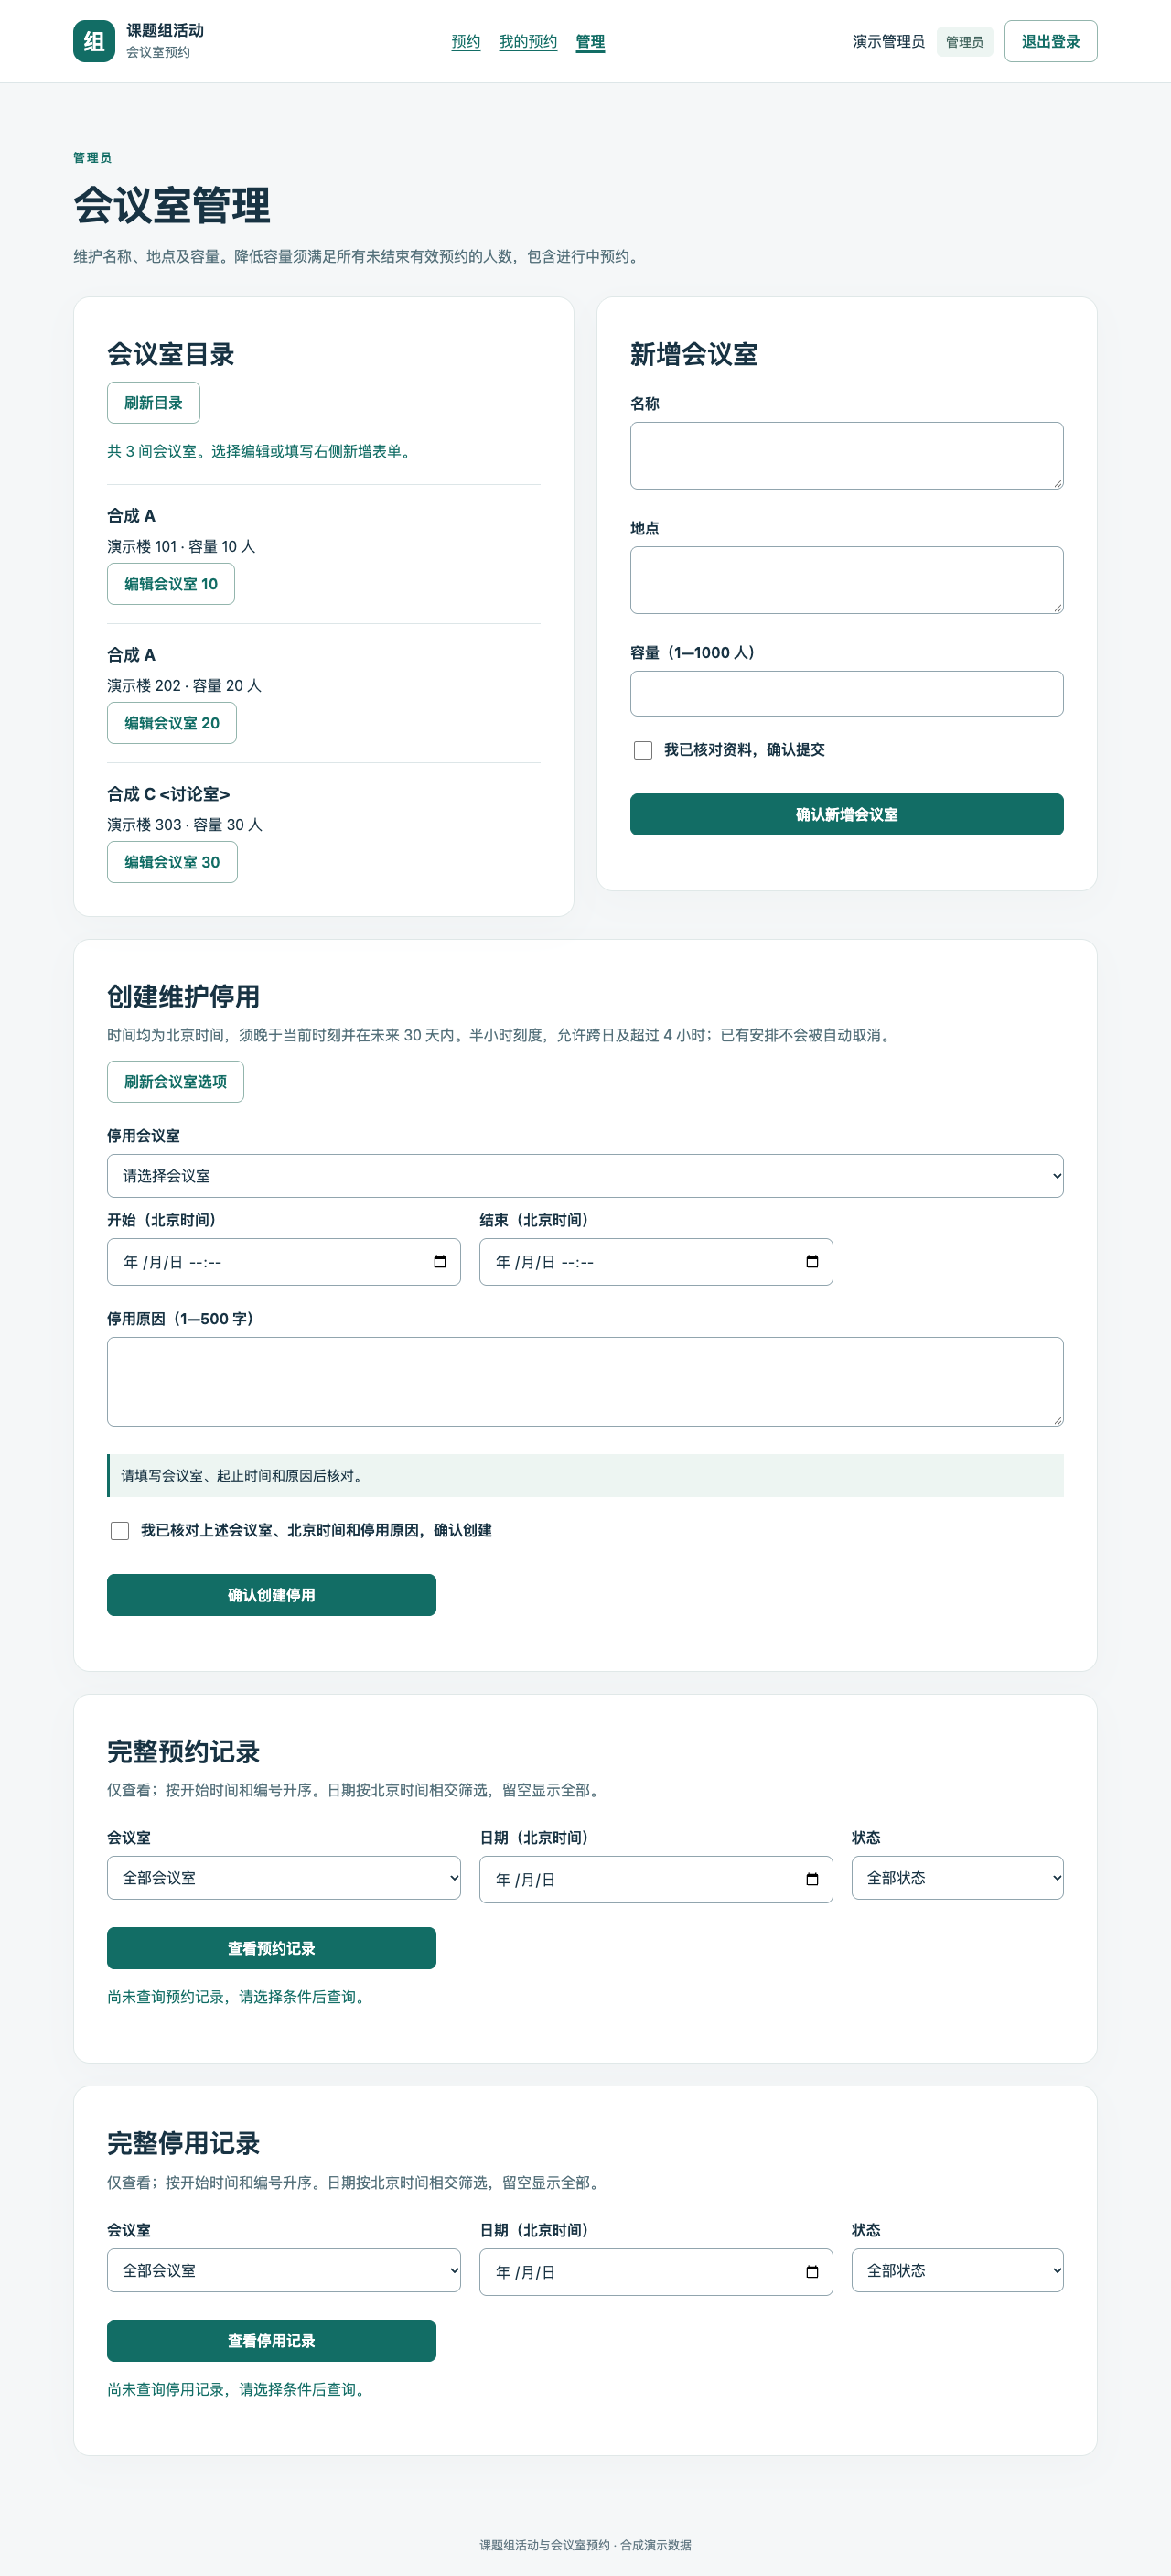 组
课题组活动
会议室预约
预约 我的预约 管理
演示管理员 管理员 退出登录
管理员
会议室管理
维护名称、地点及容量。降低容量须满足所有未结束有效预约的人数，包含进行中预约。
会议室目录
刷新目录
共 3 间会议室。选择编辑或填写右侧新增表单。
合成 A
演示楼 101 · 容量 10 人
编辑会议室 10
合成 A
演示楼 202 · 容量 20 人
编辑会议室 20
合成 C <讨论室>
演示楼 303 · 容量 30 人
编辑会议室 30
新增会议室
名称
地点
容量（1—1000 人）
我已核对资料，确认提交
确认新增会议室
创建维护停用
时间均为北京时间，须晚于当前时刻并在未来 30 天内。半小时刻度，允许跨日及超过 4 小时；已有安排不会被自动取消。
刷新会议室选项
停用会议室
请选择会议室
开始（北京时间） 结束（北京时间）
年 /月/日 --:-- 年 /月/日 --:--
停用原因（1—500 字）
请填写会议室、起止时间和原因后核对。
我已核对上述会议室、北京时间和停用原因，确认创建
确认创建停用
完整预约记录
仅查看；按开始时间和编号升序。日期按北京时间相交筛选，留空显示全部。
会议室 日期（北京时间） 状态
全部会议室 年 /月/日 全部状态
查看预约记录
尚未查询预约记录，请选择条件后查询。
完整停用记录
仅查看；按开始时间和编号升序。日期按北京时间相交筛选，留空显示全部。
会议室 日期（北京时间） 状态
全部会议室 年 /月/日 全部状态
查看停用记录
尚未查询停用记录，请选择条件后查询。
课题组活动与会议室预约 · 合成演示数据